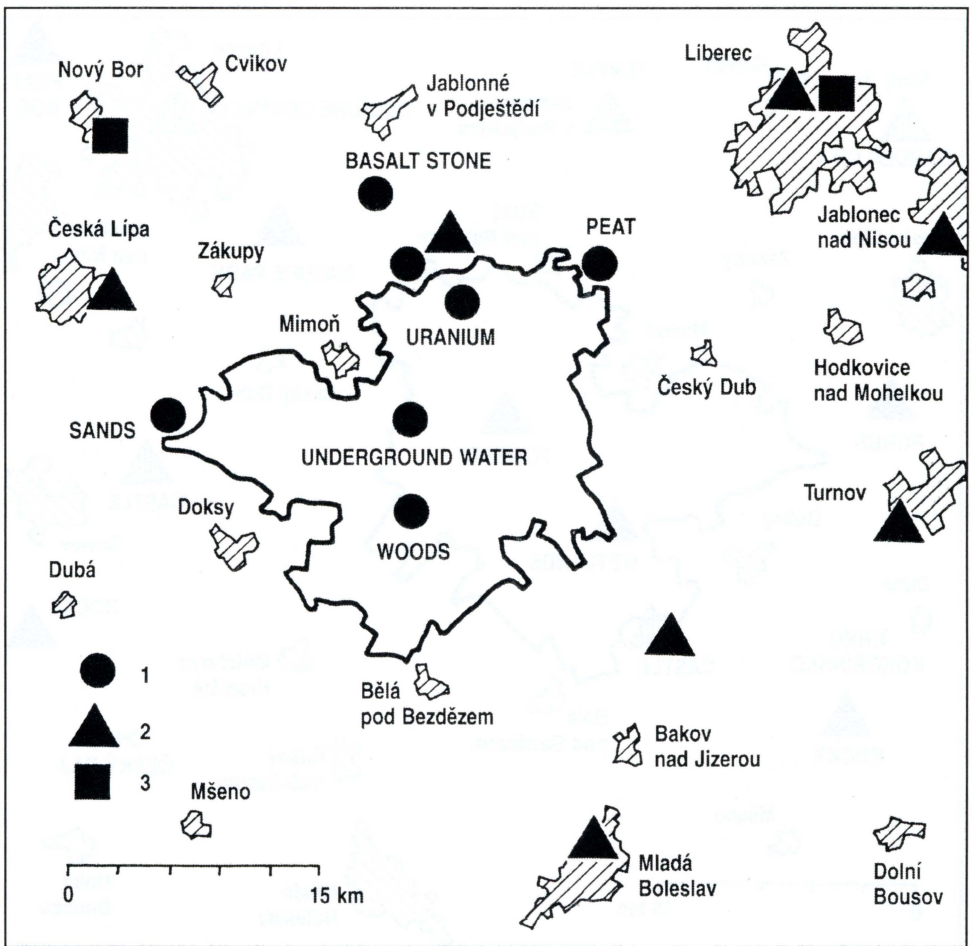 Nový Bor
Cvikov
Jablonné
v Podještědí
Liberec
BASALT STONE
Jablonec
nad Nisou
Česká Lípa
Zákupy
PEAT
Mimoň
URANIUM
Český Dub
Hodkovice
nad Mohelkou
SANDS
UNDERGROUND WATER
Turnov
Doksy
WOODS
Dubá
1
Bělá
pod Bezdězem
2
Bakov
nad Jizerou
3
Mšeno
Mladá
Boleslav
Dolní
Bousov
0
15 km